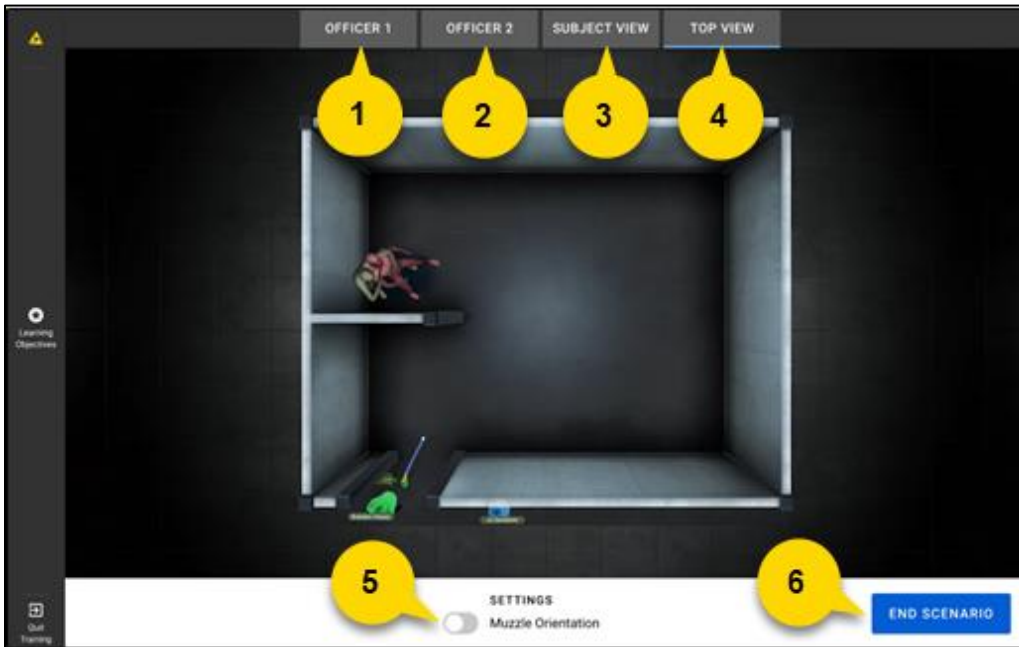 OFFICER 1
OFFICER 2
SUBJECT VIEW
TOP VIEW
1
2
3
4
Learning
Objectives
5
6
SETTINGS
Muzzle Orientation
END SCENARIO
Quit
Training